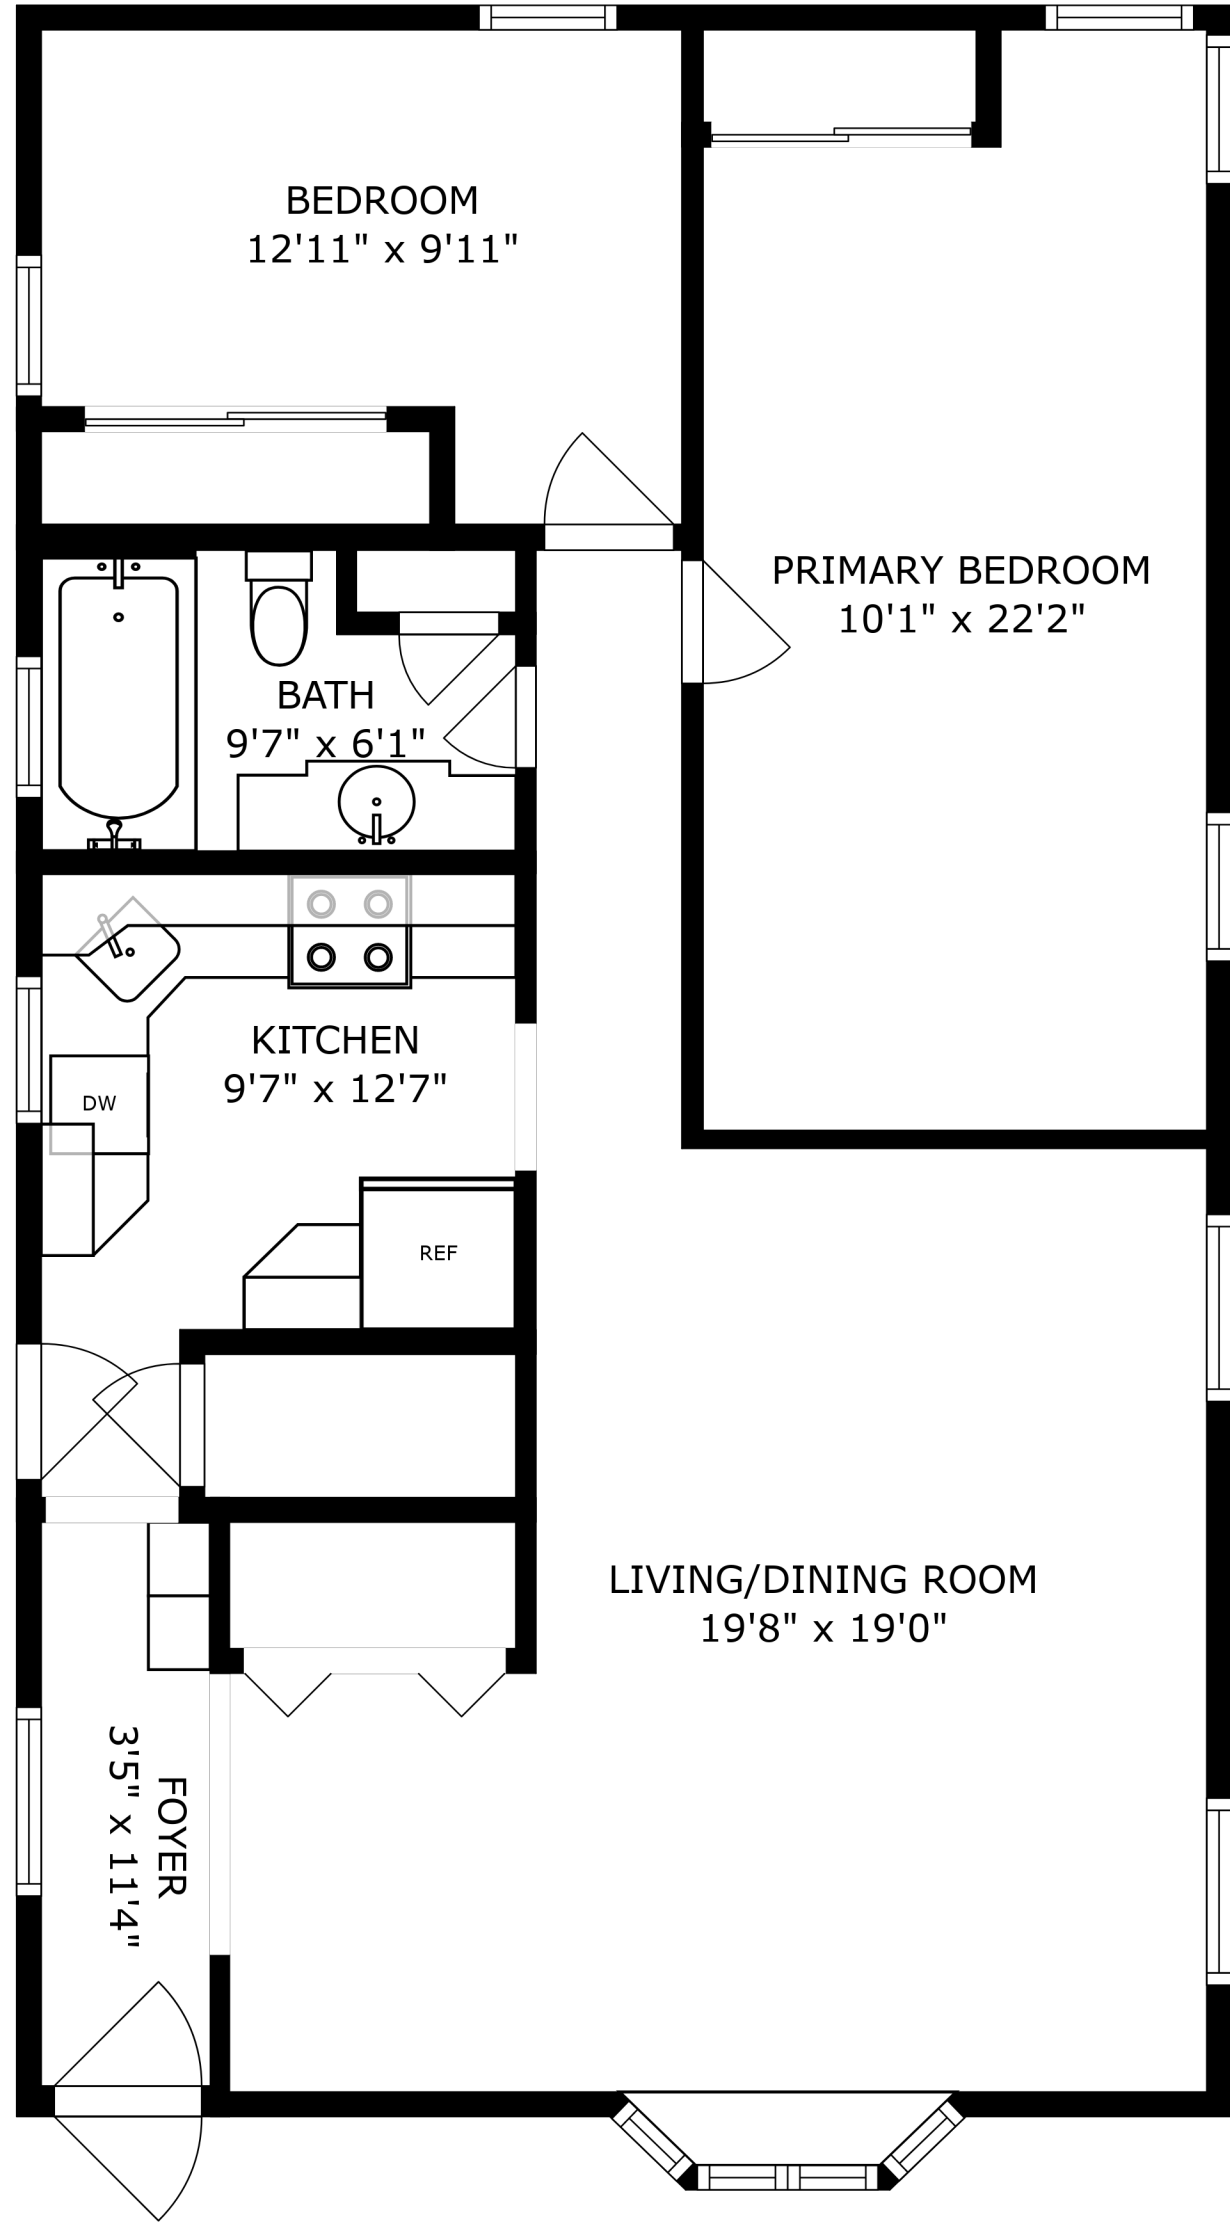 BEDROOM
12'11" x 9'11"
PRIMARY BEDROOM
10'1" x 22'2"
BATH
9'7" x 6'1"
KITCHEN
9'7" x 12'7"
DW
REF
LIVING/DINING ROOM
19'8" x 19'0"
FOYER
3'5" x 11'4"